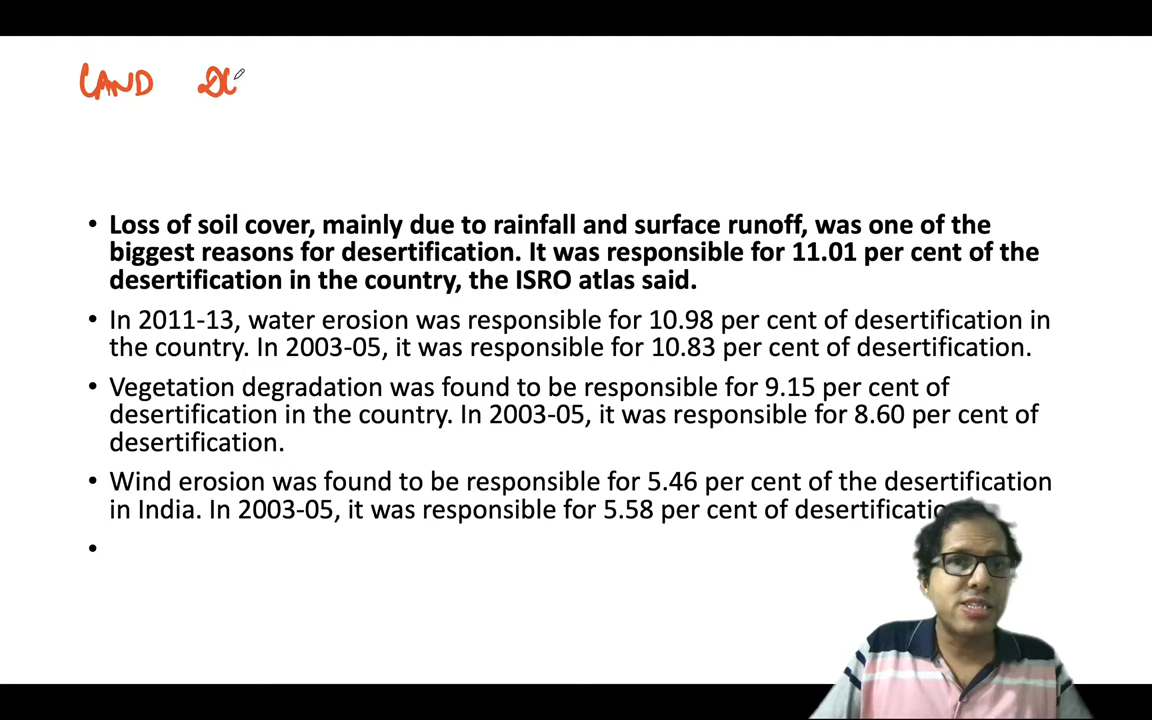 LAND
• Loss of soil cover, mainly due to rainfall and surface runoff, was one of the
biggest reasons for desertification. It was responsible for 11.01 per cent of the
desertification in the country, the ISRO atlas said.
• In 2011-13, water erosion was responsible for 10.98 per cent of desertification in
the country. In 2003-05, it was responsible for 10.83 per cent of desertification.
• Vegetation degradation was found to be responsible for 9.15 per cent of
desertification in the country. In 2003-05, it was responsible for 8.60 per cent of
desertification.
• Wind erosion was found to be responsible for 5.46 per cent of the desertification
in India. In 2003-05, it was responsible for 5.58 per cent of
•